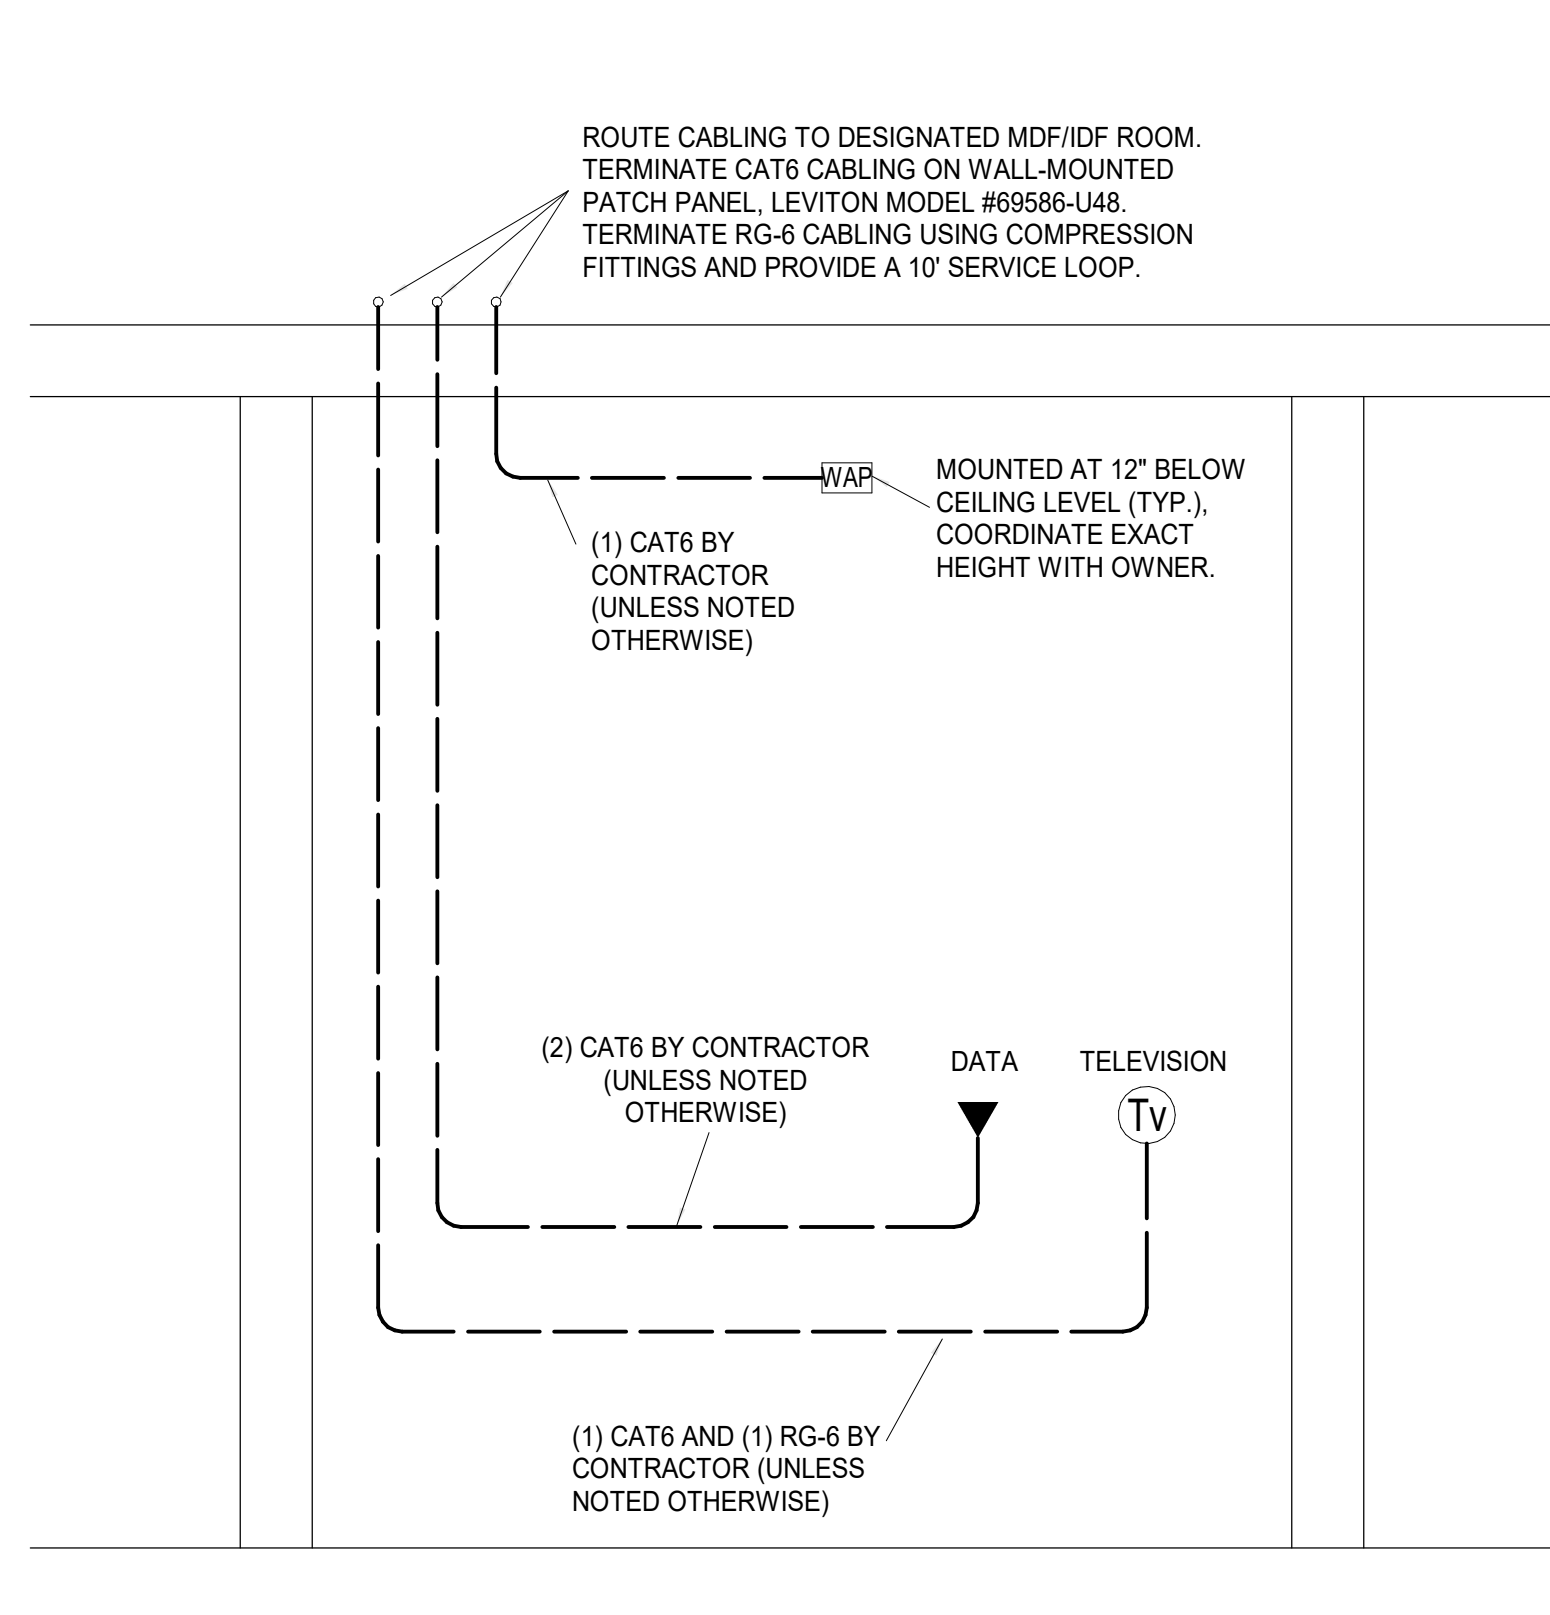 ROUTE CABLING TO DESIGNATED MDF/IDF ROOM.
TERMINATE CAT6 CABLING ON WALL-MOUNTED
PATCH PANEL, LEVITON MODEL #69586-U48.
TERMINATE RG-6 CABLING USING COMPRESSION
FITTINGS AND PROVIDE A 10' SERVICE LOOP.
WAP
MOUNTED AT 12" BELOW
CEILING LEVEL (TYP.),
COORDINATE EXACT
HEIGHT WITH OWNER.
(1) CAT6 BY
CONTRACTOR
(UNLESS NOTED
OTHERWISE)
(2) CAT6 BY CONTRACTOR
(UNLESS NOTED
OTHERWISE)
DATA
TELEVISION
Tv
(1) CAT6 AND (1) RG-6 BY
CONTRACTOR (UNLESS
NOTED OTHERWISE)